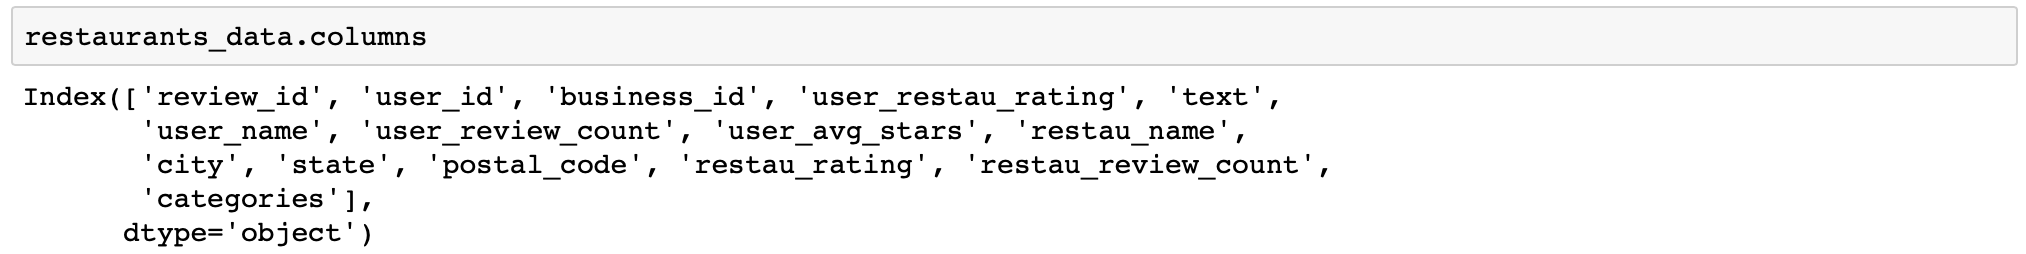 restaurants_data.columns
Index(['review_id', 'user_id', 'business_id', 'user_restau_rating', 'text',
       'user_name', 'user_review_count', 'user_avg_stars', 'restau_name',
       'city', 'state', 'postal_code', 'restau_rating', 'restau_review_count',
       'categories'],
      dtype='object')